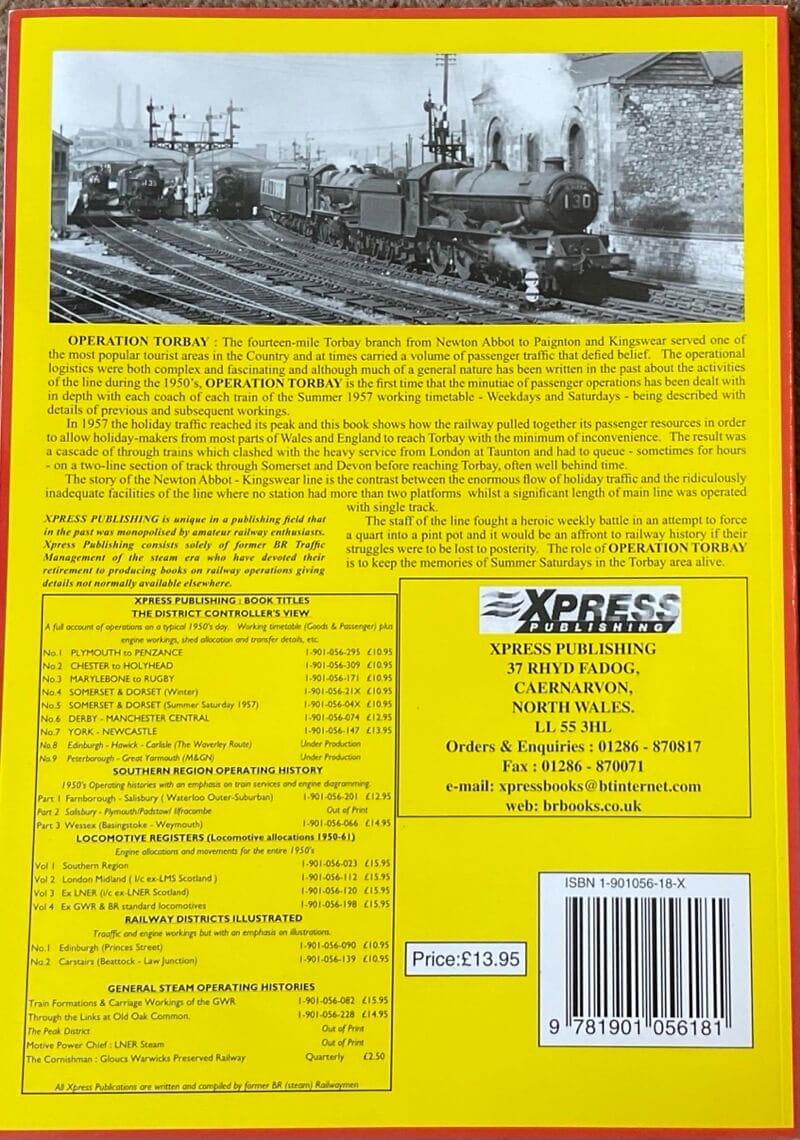 130
OPERATION TORBAY : The fourteen-mile Torbay branch from Newton Abbot to Paignton and Kingswear served one of
the most popular tourist areas in the Country and at times carried a volume of passenger traffic that defied belief. The operational
logistics were both complex and fascinating and although much of a general nature has been written in the past about the activities
of the line during the 1950's, OPERATION TORBAY is the first time that the minutiae of passenger operations has been dealt with
in depth with each coach of each train of the Summer 1957 working timetable - Weekdays and Saturdays - being described with
details of previous and subsequent workings.
In 1957 the holiday traffic reached its peak and this book shows how the railway pulled together its passenger resources in order
to allow holiday-makers from most parts of Wales and England to reach Torbay with the minimum of inconvenience. The result was
a cascade of through trains which clashed with the heavy service from London at Taunton and had to queue - sometimes for hours
- on a two-line section of track through Somerset and Devon before reaching Torbay, often well behind time.
The story of the Newton Abbot - Kingswear line is the contrast between the enormous flow of holiday traffic and the ridiculously
inadequate facilities of the line where no station had more than two platforms whilst a significant length of main line was operated
with single track.
The staff of the line fought a heroic weekly battle in an attempt to force
a quart into a pint pot and it would be an affront to railway history if their
struggles were to be lost to posterity. The role of OPERATION TORBAY
is to keep the memories of Summer Saturdays in the Torbay area alive.
XPRESS PUBLISHING is unique in a publishing field that
in the past was monopolised by amateur railway enthusiasts.
Xpress Publishing consists solely of former BR Traffic
Management of the steam era who have devoted their
retirement to producing books on railway operations giving
details not normally available elsewhere.
XPRESS PUBLISHING : BOOK TITLES
THE DISTRICT CONTROLLER'S VIEW
A full account of operations on a typical 1950's day. Working timetable (Goods & Passenger) plus
engine workings, shed allocation and transfer details, etc.
No.1 PLYMOUTH to PENZANCE 1-901-056-295 £10.95
No.2 CHESTER to HOLYHEAD 1-901-056-309 £10.95
No.3 MARYLEBONE to RUGBY 1-901-056-171 £10.95
No.4 SOMERSET & DORSET (Winter) 1-901-056-21X £10.95
No.5 SOMERSET & DORSET (Summer Saturday 1957) 1-901-056-04X £10.95
No.6 DERBY - MANCHESTER CENTRAL 1-901-056-074 £12.95
No.7 YORK - NEWCASTLE 1-901-056-147 £13.95
No.8 Edinburgh - Hawick - Carlisle (The Waverley Route) Under Production
No.9 Peterborough - Great Yarmouth (M&GN) Under Production
SOUTHERN REGION OPERATING HISTORY
1950's Operating histories with an emphasis on train services and engine diagramming.
Part 1 Farnborough - Salisbury ( Waterloo Outer-Suburban) 1-901-056-201 £12.95
Part 2 Salisbury - Plymouth/Padstow/ Ilfracombe Out of Print
Part 3 Wessex (Basingstoke - Weymouth) 1-901-056-066 £14.95
LOCOMOTIVE REGISTERS (Locomotive allocations 1950-61)
Engine allocations and movements for the entire 1950's
Vol 1 Southern Region 1-901-056-023 £15.95
Vol 2 London Midland ( i/c ex-LMS Scotland ) 1-901-056-112 £15.95
Vol 3 Ex LNER (i/c ex-LNER Scotland) 1-901-056-120 £15.95
Vol 4 Ex GWR & BR standard locomotives 1-901-056-198 £15.95
RAILWAY DISTRICTS ILLUSTRATED
Traaffic and engine workings but with an emphasis on illustrations.
No.1 Edinburgh (Princes Street) 1-901-056-090 £10.95
No.2 Carstairs (Beattock - Law Junction) 1-901-056-139 £10.95
GENERAL STEAM OPERATING HISTORIES
Train Formations & Carriage Workings of the GWR 1-901-056-082 £15.95
Through the Links at Old Oak Common. 1-901-056-228 £14.95
The Peak District Out of Print
Motive Power Chief : LNER Steam Out of Print
The Cornishman : Gloucs Warwicks Preserved Railway Quarterly £2.50
All Xpress Publications are written and compiled by former BR (steam) Railwaymen
XPRESS
PUBLISHING
XPRESS PUBLISHING
37 RHYD FADOG,
CAERNARVON,
NORTH WALES.
LL 55 3HL
Orders & Enquiries : 01286 - 870817
Fax : 01286 - 870071
e-mail: xpressbooks@btinternet.com
web: brbooks.co.uk
Price:£13.95
ISBN 1-901056-18-X
9 781901 056181